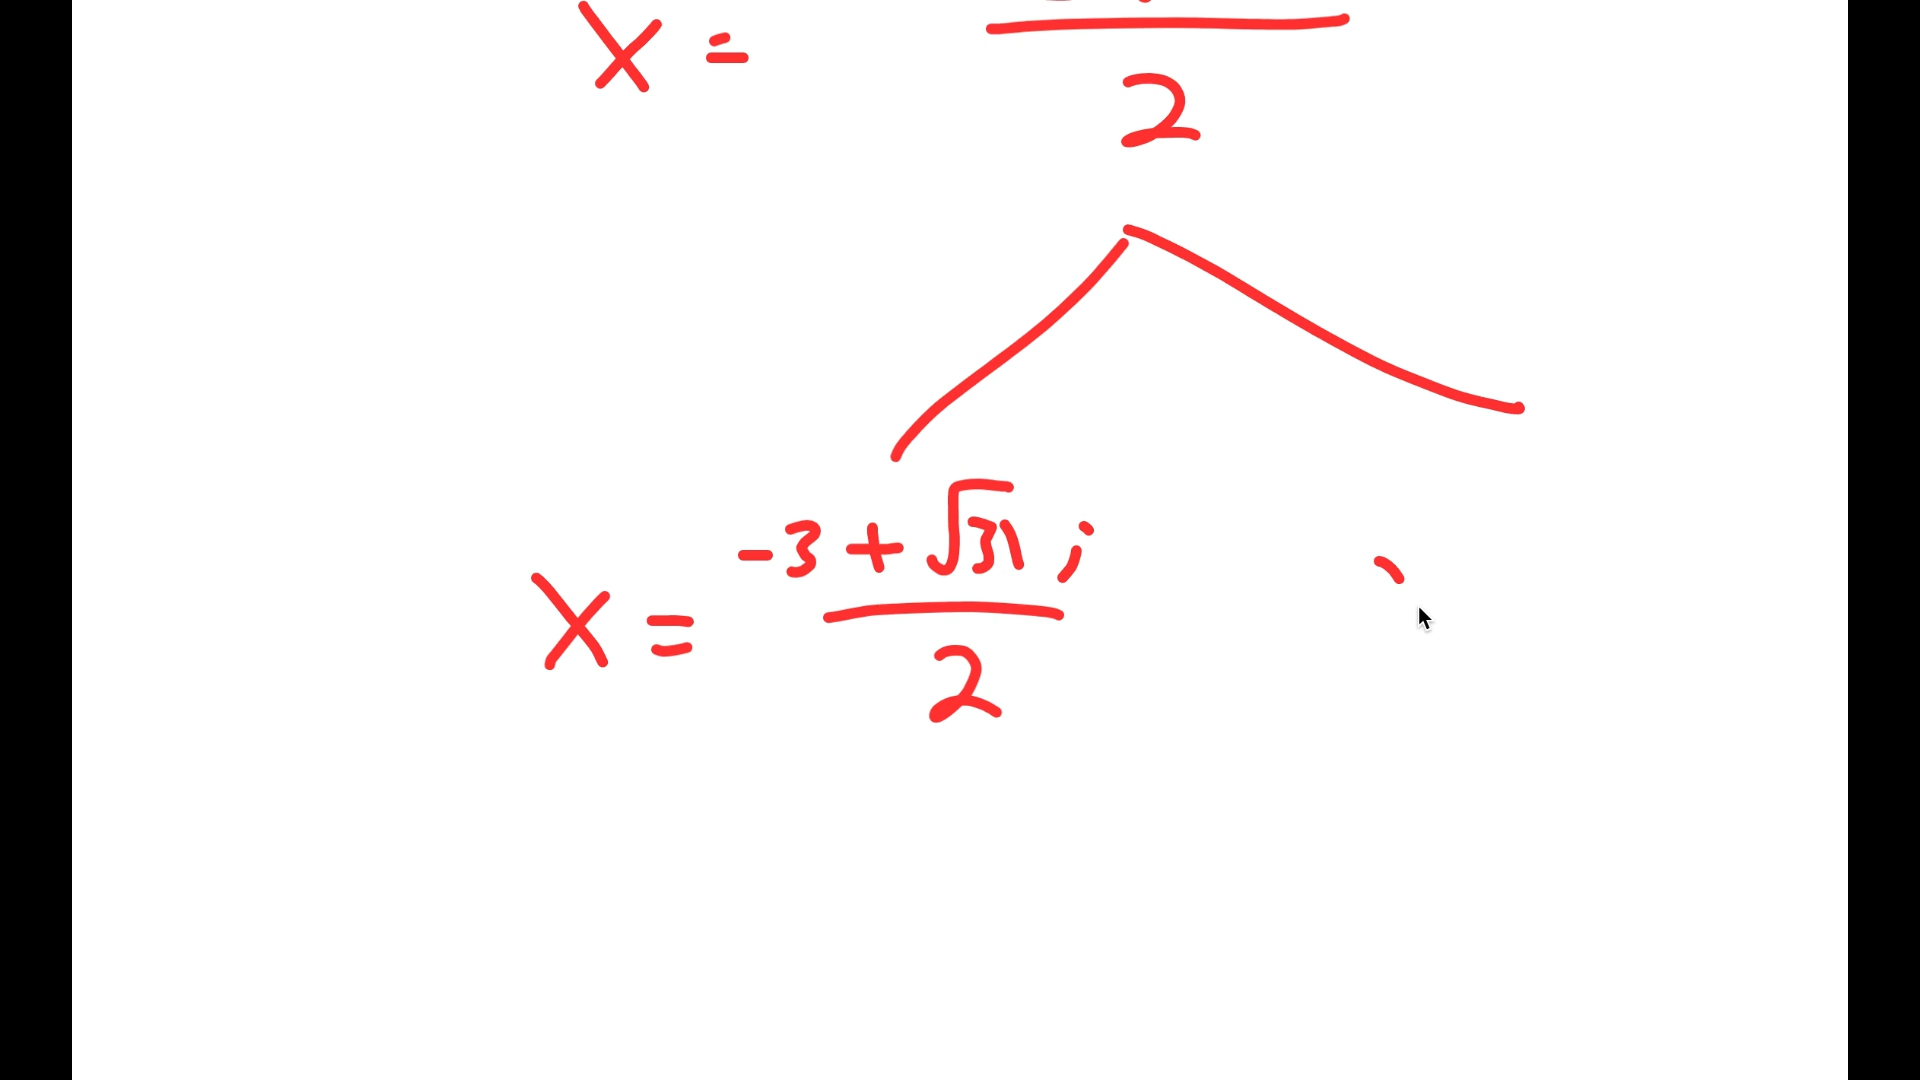 x =
2
x = -3 + √31 i
2